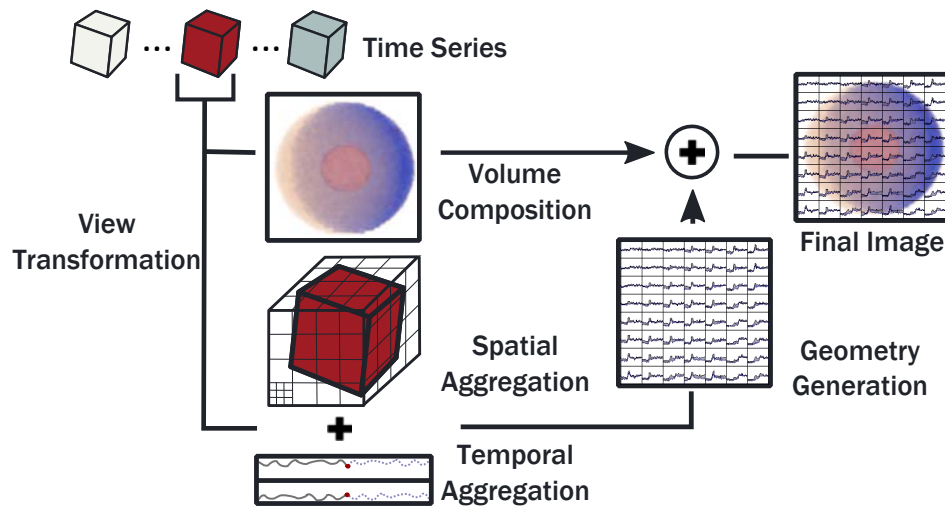 Time Series
Volume
Composition
View
Transformation
Final Image
Spatial
Aggregation
Geometry
Generation
Temporal
Aggregation